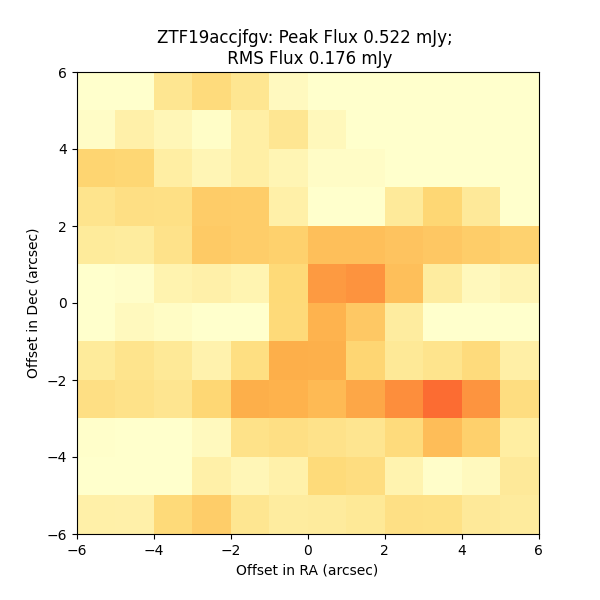 ZTF19accjfgv: Peak Flux 0.522 mJy;
RMS Flux 0.176 mJy
6
4
2
0
−2
−4
−6
Offset in Dec (arcsec)
−6 −4 −2 0 2 4 6
Offset in RA (arcsec)